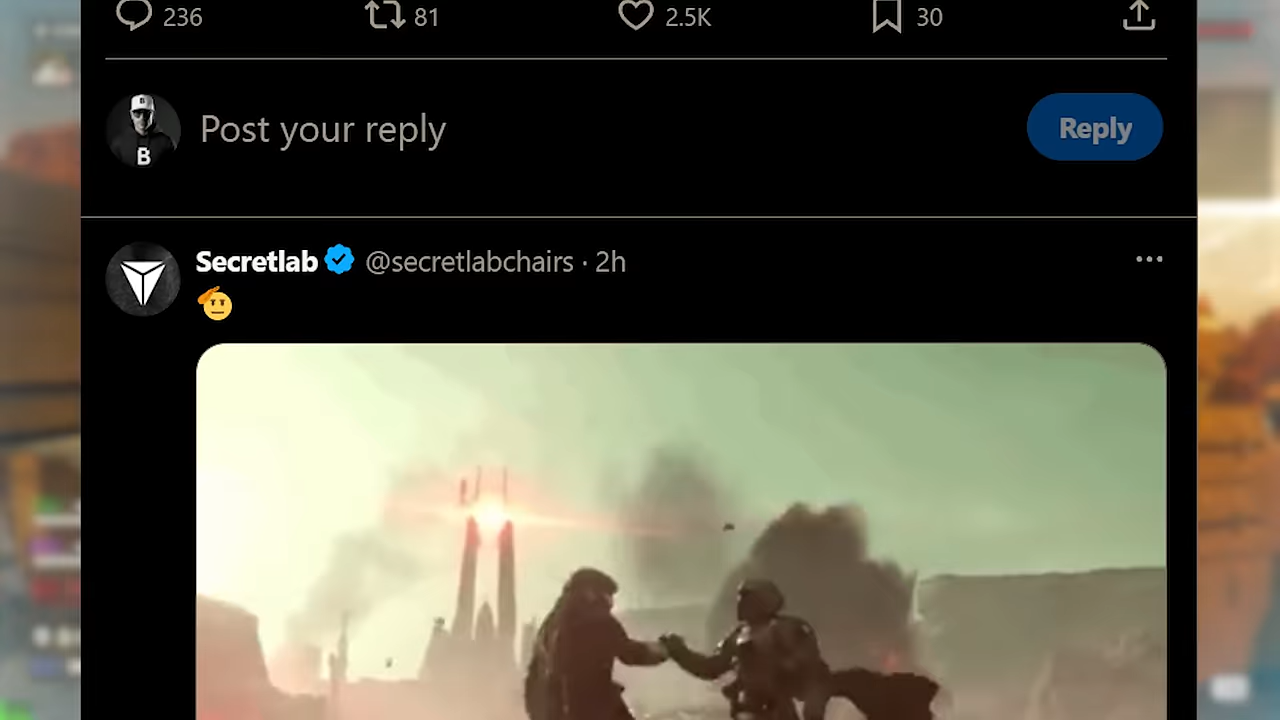 236 81 2.5K 30
Post your reply Reply
B
Secretlab @secretlabchairs · 2h